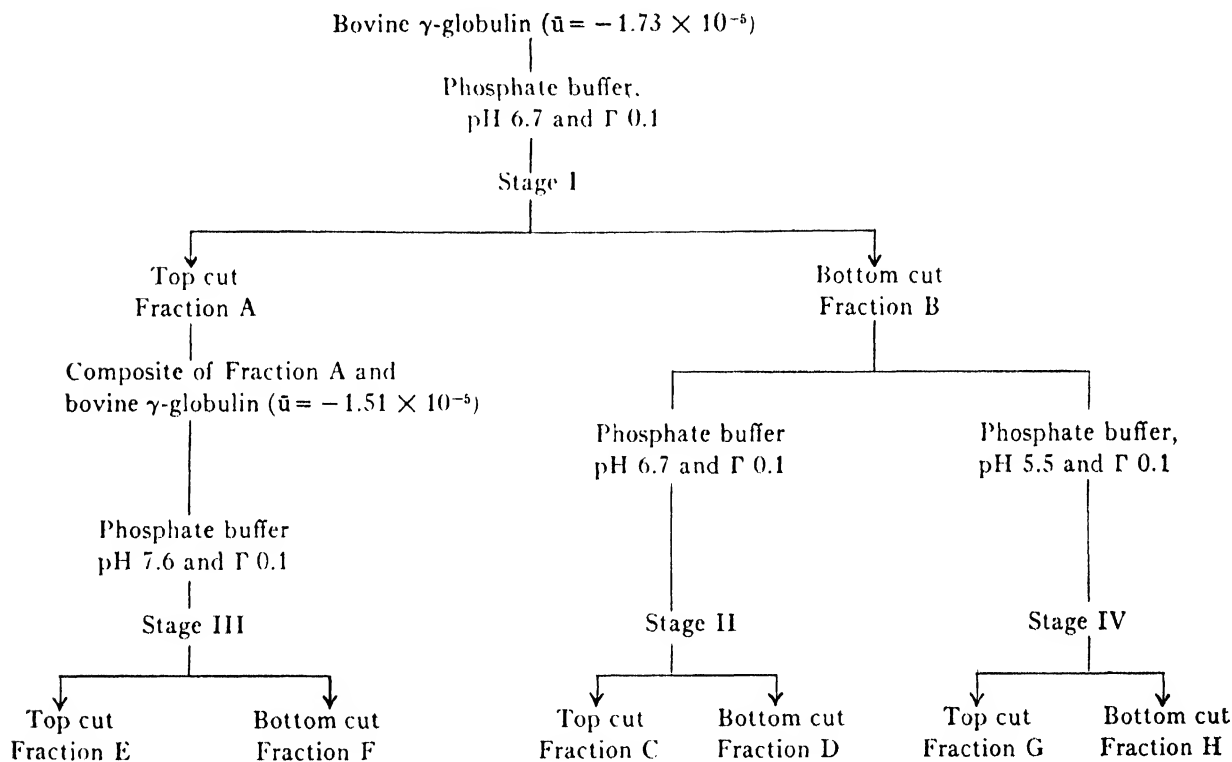 Bovine γ-globulin (ū = −1.73 × 10⁻⁵)
Phosphate buffer.
pH 6.7 and Γ 0.1
Stage I
Top cut
Fraction A
Bottom cut
Fraction B
Composite of Fraction A and
bovine γ-globulin (ū = −1.51 × 10⁻⁵)
Phosphate buffer
pH 6.7 and Γ 0.1
Phosphate buffer,
pH 5.5 and Γ 0.1
Phosphate buffer
pH 7.6 and Γ 0.1
Stage III
Stage II
Stage IV
Top cut
Fraction E
Bottom cut
Fraction F
Top cut
Fraction C
Bottom cut
Fraction D
Top cut
Fraction G
Bottom cut
Fraction H